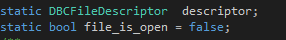 static DBCFileDescriptor  descriptor;
static bool file_is_open = false;